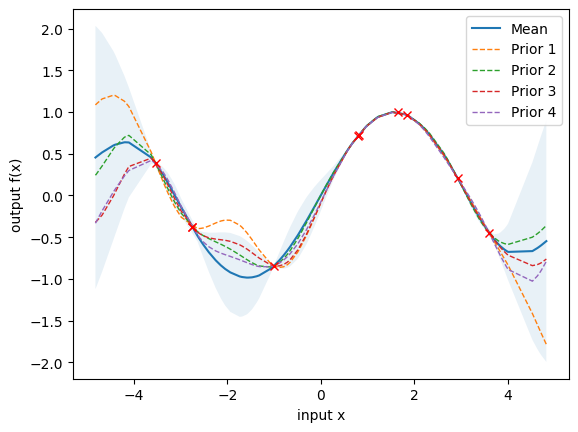 Mean
Prior 1
Prior 2
Prior 3
Prior 4
output f(x)
2.0
1.5
1.0
0.5
0.0
−0.5
−1.0
−1.5
−2.0
−4
−2
0
2
4
input x